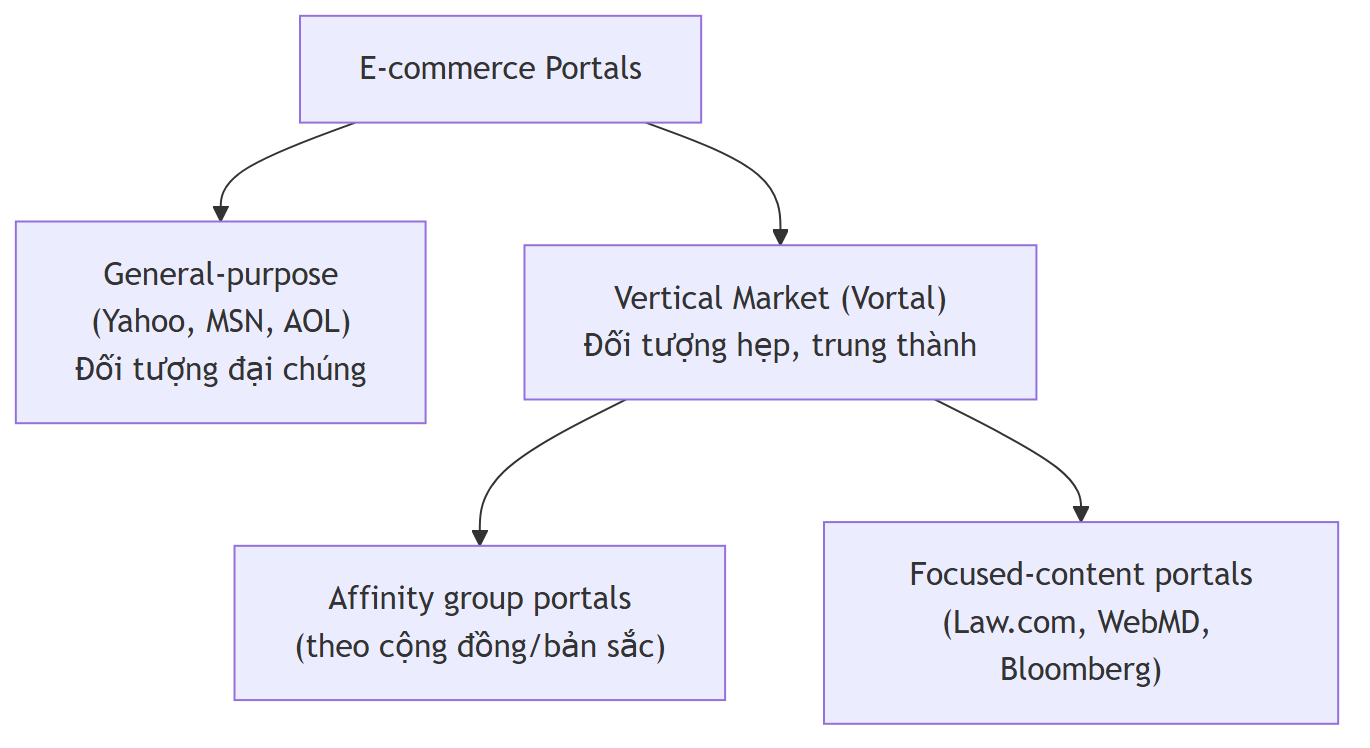 E-commerce Portals
General-purpose
(Yahoo, MSN, AOL)
Đối tượng đại chúng
Vertical Market (Vortal)
Đối tượng hẹp, trung thành
Affinity group portals
(theo cộng đồng/bản sắc)
Focused-content portals
(Law.com, WebMD,
Bloomberg)